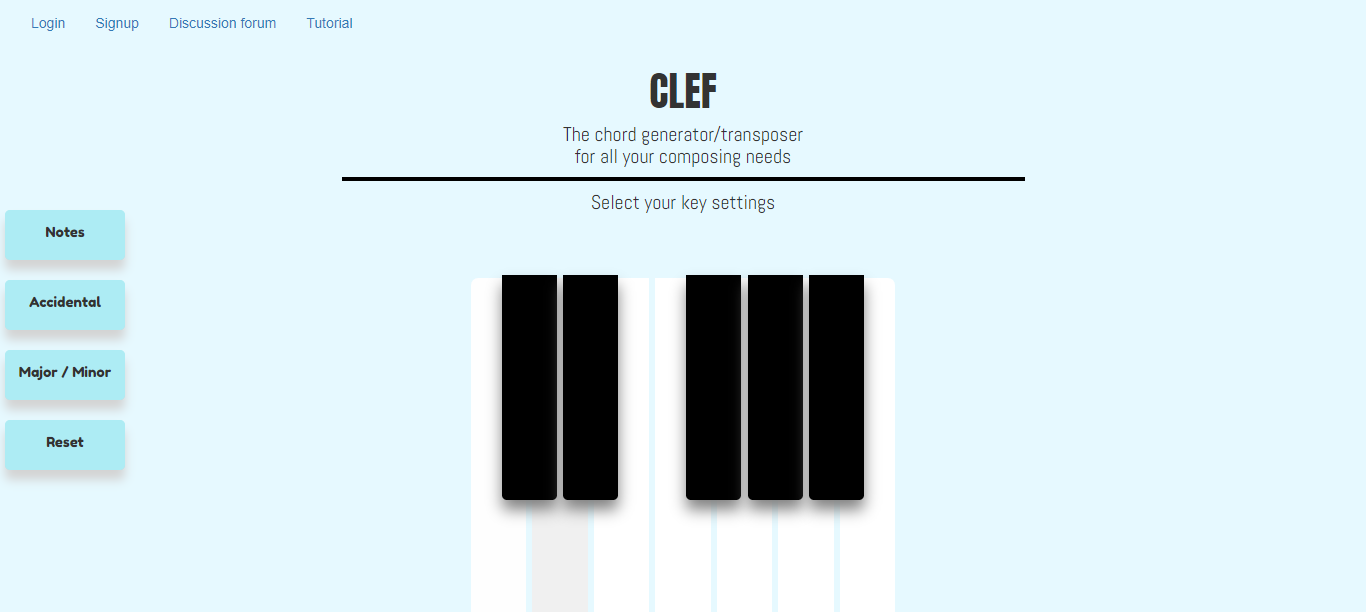 Login Signup Discussion forum Tutorial
CLEF
The chord generator/transposer
for all your composing needs
Select your key settings
Notes
Accidental
Major / Minor
Reset